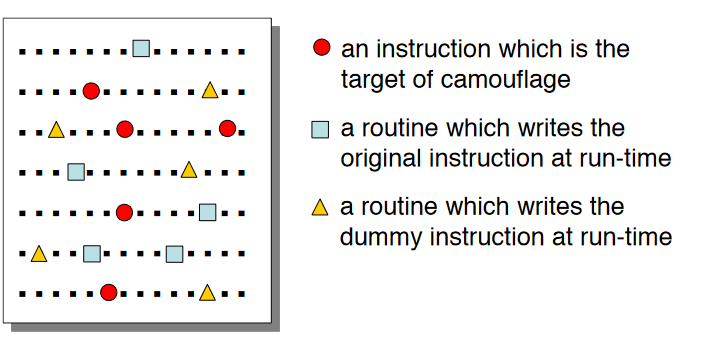 an instruction which is the
target of camouflage
a routine which writes the
original instruction at run-time
a routine which writes the
dummy instruction at run-time